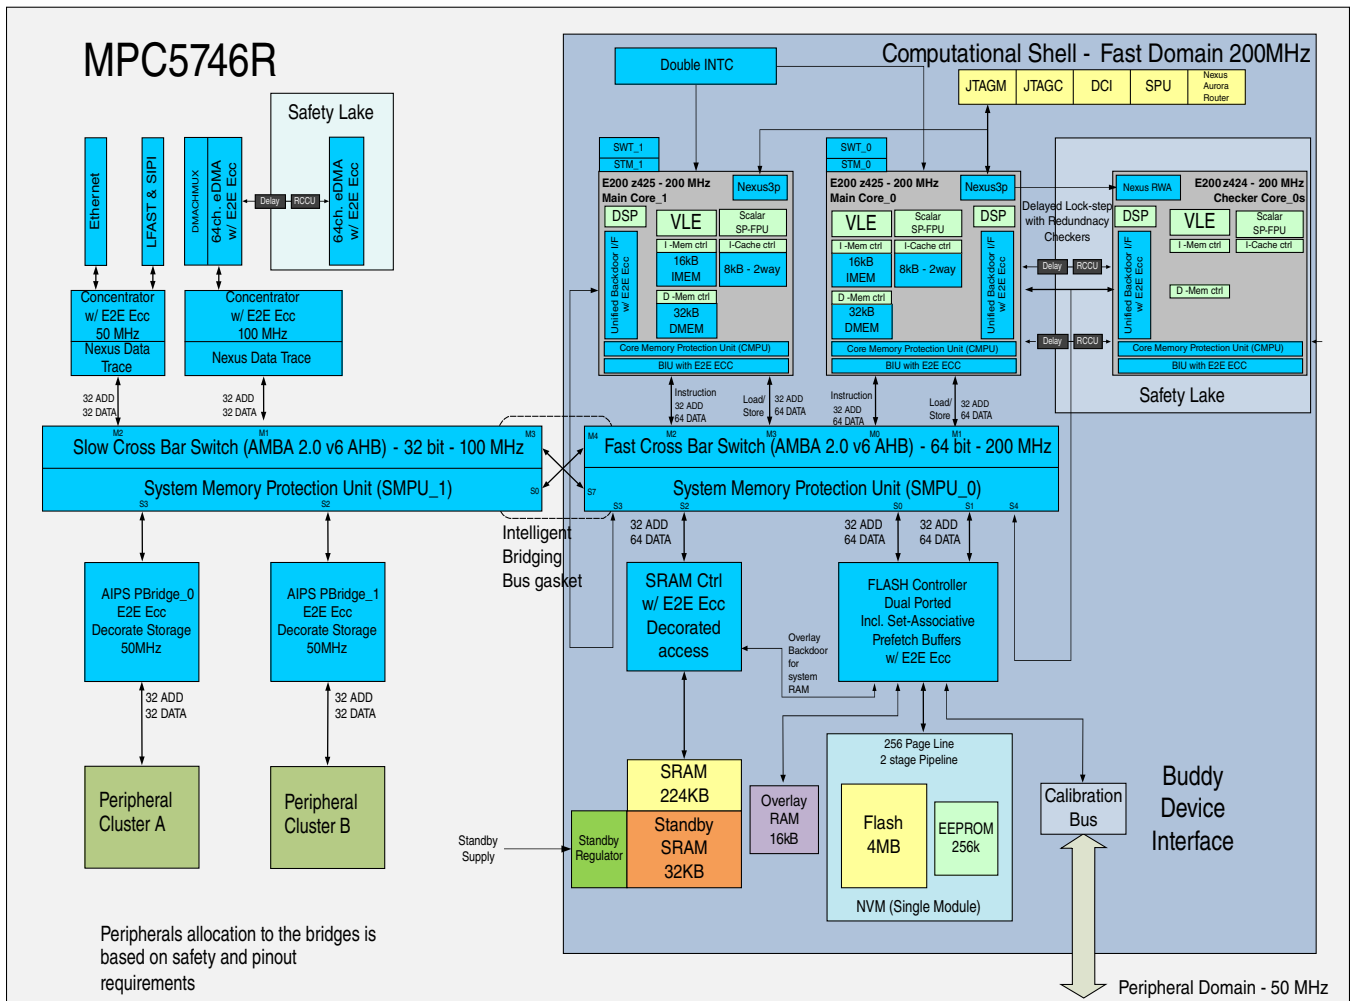 MPC5746R
Computational Shell - Fast Domain 200MHz
Double INTC
JTAGM
JTAGC
DCI
SPU
Nexus
Aurora
Router
Safety Lake
Ethernet
LFAST & SIPI
DMACHMUX
64ch. eDMA
w/ E2E Ecc
Delay
RCCU
64ch. eDMA
w/ E2E Ecc
Concentrator
w/ E2E Ecc
50 MHz
Nexus Data
Trace
Concentrator
w/ E2E Ecc
100 MHz
Nexus Data Trace
32 ADD
32 DATA
32 ADD
32 DATA
SWT_1
STM_1
E200 z425 - 200 MHz
Main Core_1
Nexus3p
DSP
VLE
Scalar
SP-FPU
I -Mem ctrl
I-Cache ctrl
16kB
IMEM
8kB - 2way
Unified Backdoor I/F
w/ E2E Ecc
D -Mem ctrl
32kB
DMEM
Core Memory Protection Unit (CMPU)
BIU with E2E ECC
SWT_0
STM_0
E200 z425 - 200 MHz
Main Core_0
Nexus3p
VLE
Scalar
SP-FPU
DSP
I -Mem ctrl
I-Cache ctrl
16kB
IMEM
8kB - 2way
Unified Backdoor I/F
w/ E2E Ecc
D -Mem ctrl
32kB
DMEM
Core Memory Protection Unit (CMPU)
BIU with E2E ECC
Delayed Lock-step
with Redundnacy
Checkers
Delay
RCCU
Delay
RCCU
Nexus RWA
E200 z424 - 200 MHz
Checker Core_0s
DSP
VLE
Scalar
SP-FPU
I -Mem ctrl
I-Cache ctrl
Unified Backdoor I/F
w/ E2E Ecc
D -Mem ctrl
Core Memory Protection Unit (CMPU)
BIU with E2E ECC
Safety Lake
Instruction
32 ADD
64 DATA
Load/
Store
32 ADD
64 DATA
Instruction
32 ADD
64 DATA
Load/
Store
32 ADD
64 DATA
M2
M1
M3
Slow Cross Bar Switch (AMBA 2.0 v6 AHB) - 32 bit - 100 MHz
System Memory Protection Unit (SMPU_1)
S0
S3
S2
M4
M2
M3
M0
M1
Fast Cross Bar Switch (AMBA 2.0 v6 AHB) - 64 bit - 200 MHz
S7
System Memory Protection Unit (SMPU_0)
S3
S2
S0
S1
S4
Intelligent
Bridging
Bus gasket
32 ADD
64 DATA
32 ADD
64 DATA
32 ADD
64 DATA
AIPS PBridge_0
E2E Ecc
Decorate Storage
50MHz
AIPS PBridge_1
E2E Ecc
Decorate Storage
50MHz
SRAM Ctrl
w/ E2E Ecc
Decorated
access
FLASH Controller
Dual Ported
Incl. Set-Associative
Prefetch Buffers
w/ E2E Ecc
Overlay
Backdoor
for
system
RAM
32 ADD
32 DATA
32 ADD
32 DATA
Peripheral
Cluster A
Peripheral
Cluster B
Standby
Supply
Standby
Regulator
SRAM
224KB
Standby
SRAM
32KB
Overlay
RAM
16kB
256 Page Line
2 stage Pipeline
Flash
4MB
EEPROM
256k
NVM (Single Module)
Calibration
Bus
Buddy
Device
Interface
Peripherals allocation to the bridges is
based on safety and pinout
requirements
Peripheral Domain - 50 MHz